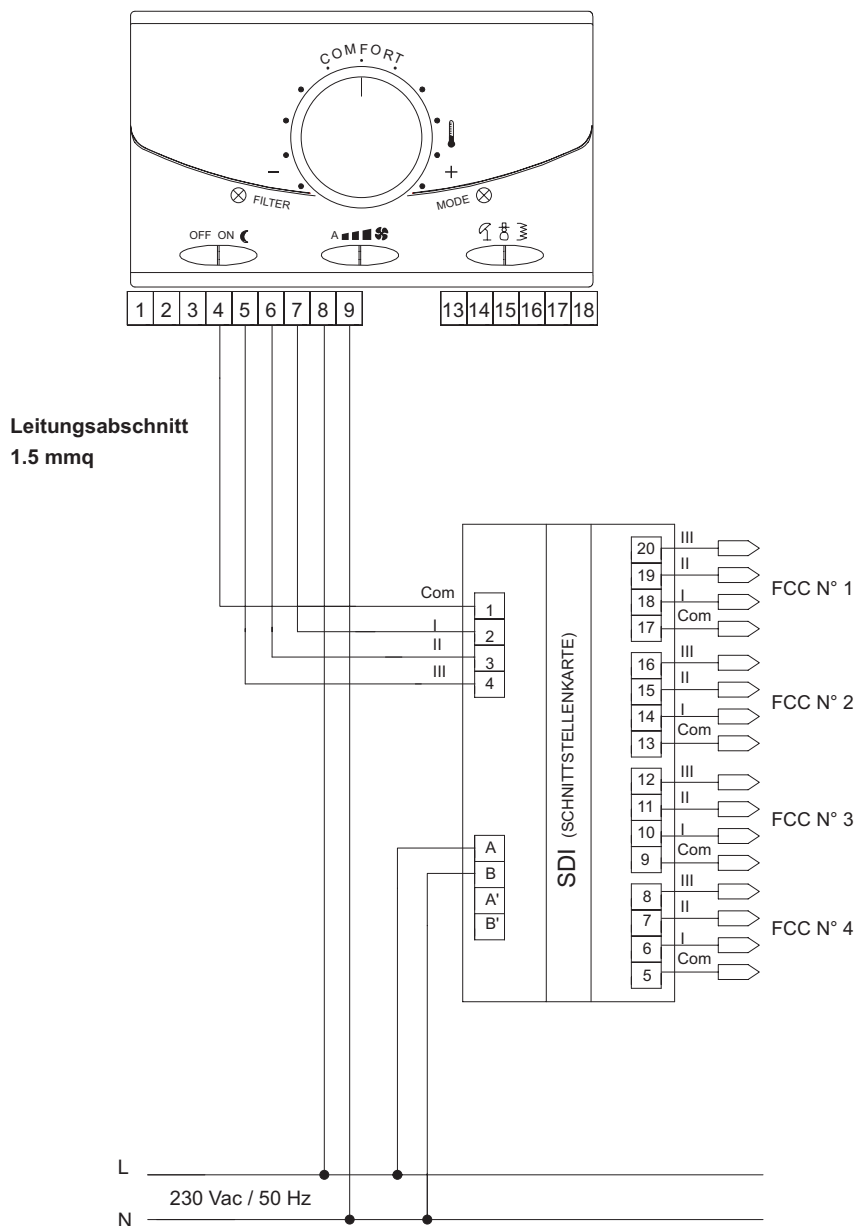 COMFORT
- +
FILTER MODE
OFF ON A
1 2 3 4 5 6 7 8 9 13 14 15 16 17 18
Leitungsabschnitt
1.5 mmq
Com 1
I 2
II 3
III 4
A
B
A'
B'
SDI (SCHNITTSTELLENKARTE)
20 III
19 II
18 I
17 Com
FCC N° 1
16 III
15 II
14 I
13 Com
FCC N° 2
12 III
11 II
10 I
9 Com
FCC N° 3
8 III
7 II
6 I
5 Com
FCC N° 4
L
230 Vac / 50 Hz
N